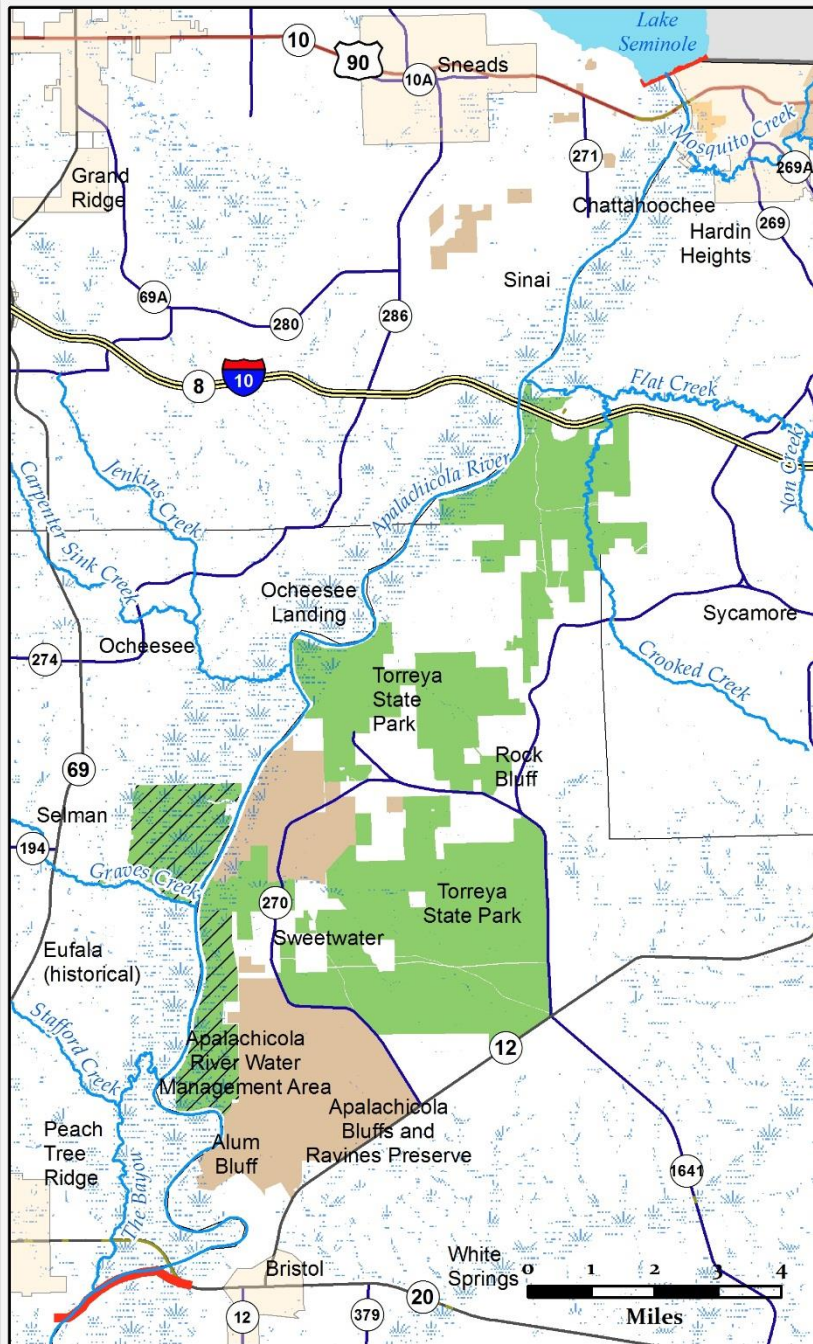 Lake
Seminole
10
90
10A
Sneads
Mosquito Creek
271
269A
Grand
Ridge
Chattahoochee
269
Hardin
Heights
Sinai
69A
280
286
8
10
Flat Creek
Yon Creek
Jenkins Creek
Apalachicola River
Carpenter Sink Creek
Ocheesee
Landing
Sycamore
Ocheesee
274
Crooked Creek
Torreya
State
Park
Rock
Bluff
69
Selman
194
Graves Creek
Torreya
State Park
270
Sweetwater
Eufala
(historical)
Stafford Creek
12
Apalachicola
River Water
Management Area
Apalachicola
Bluffs and
Ravines Preserve
Peach
Tree
Ridge
Alum
Bluff
The Bayou
1641
Bristol
White
Springs
0 1 2 3 4
Miles
20
12
379